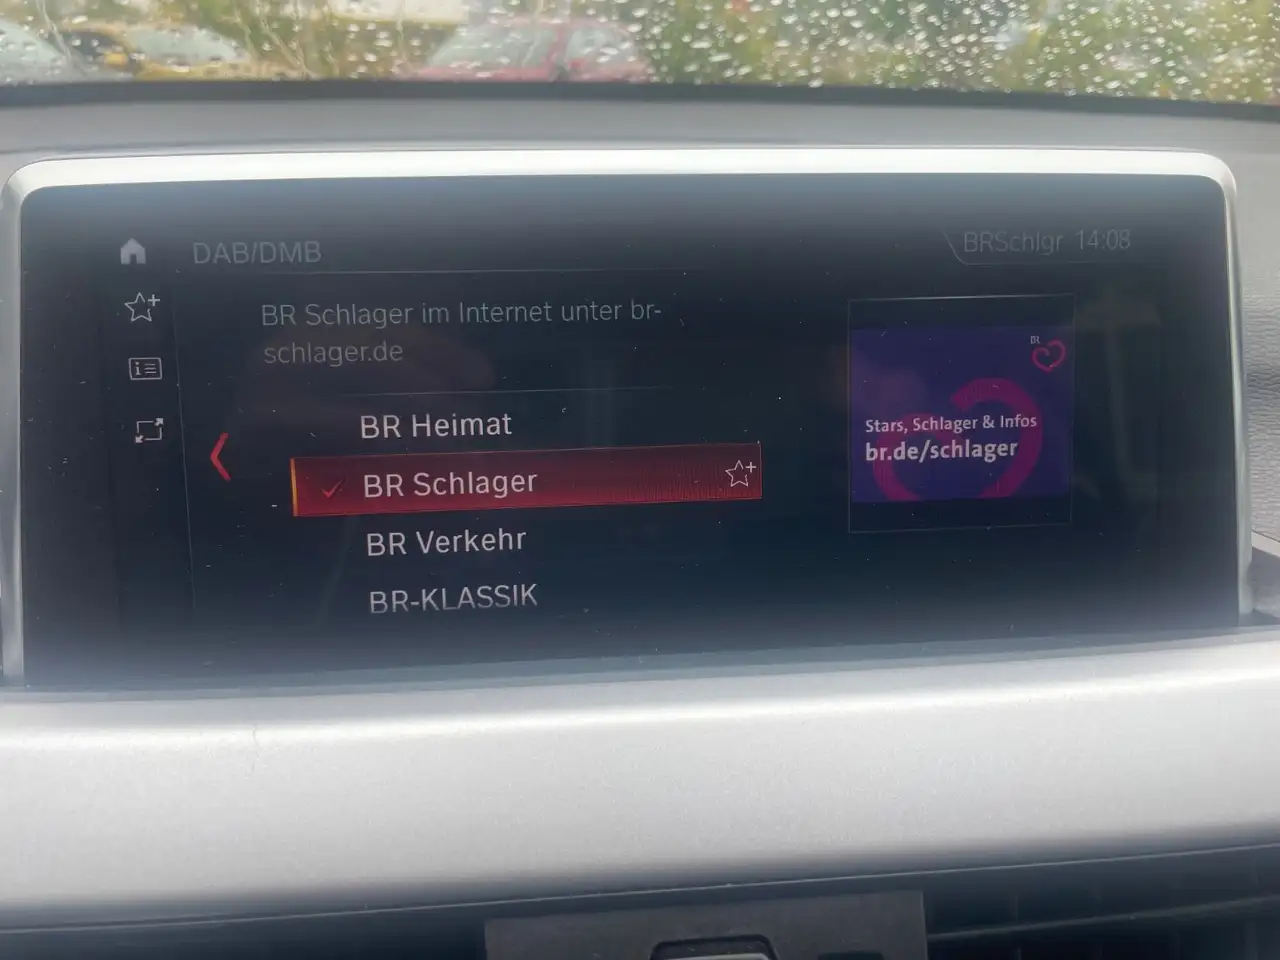 DAB/DMB
BRSchlgr 14:08
BR Schlager im Internet unter br-
schlager.de
BR Heimat
BR Schlager
BR Verkehr
BR-KLASSIK
BR
Stars, Schlager & Infos
br.de/schlager